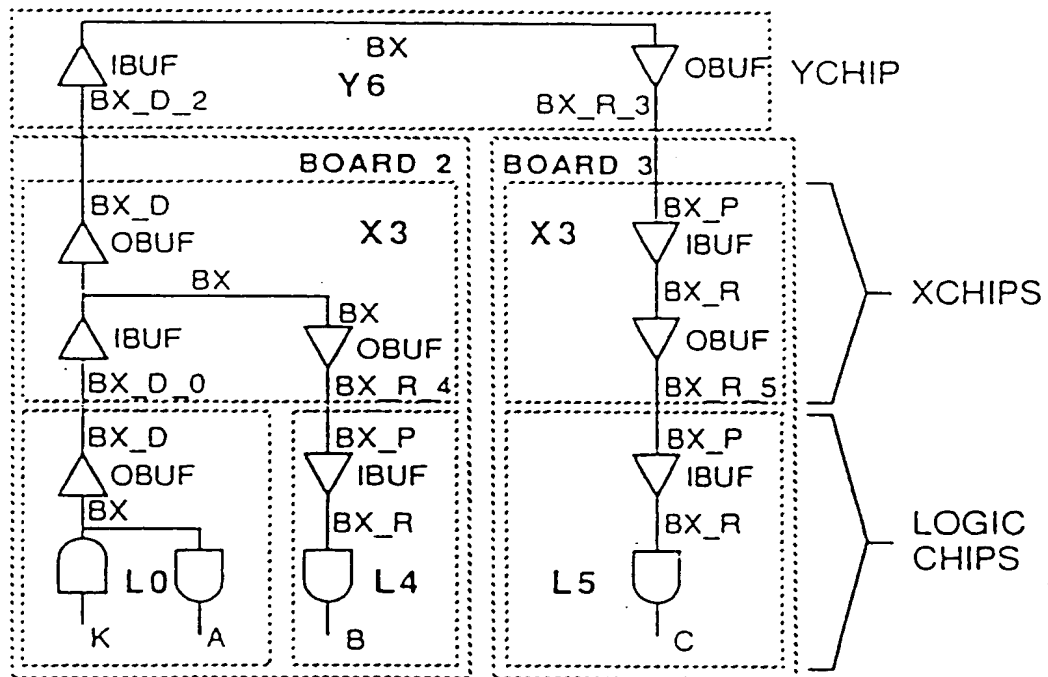 BX
IBUF
OBUF
YCHIP
Y6
BX_D_2
BX_R_3
BOARD 2
BOARD 3
BX_D
X3
OBUF
BX
BX
IBUF
OBUF
BX_D_0
BX_R_4
X3
BX_P
IBUF
BX_R
OBUF
BX_R_5
XCHIPS
BX_D
OBUF
BX
L0
K
A
BX_P
IBUF
BX_R
L4
B
BX_P
IBUF
BX_R
L5
C
LOGIC
CHIPS